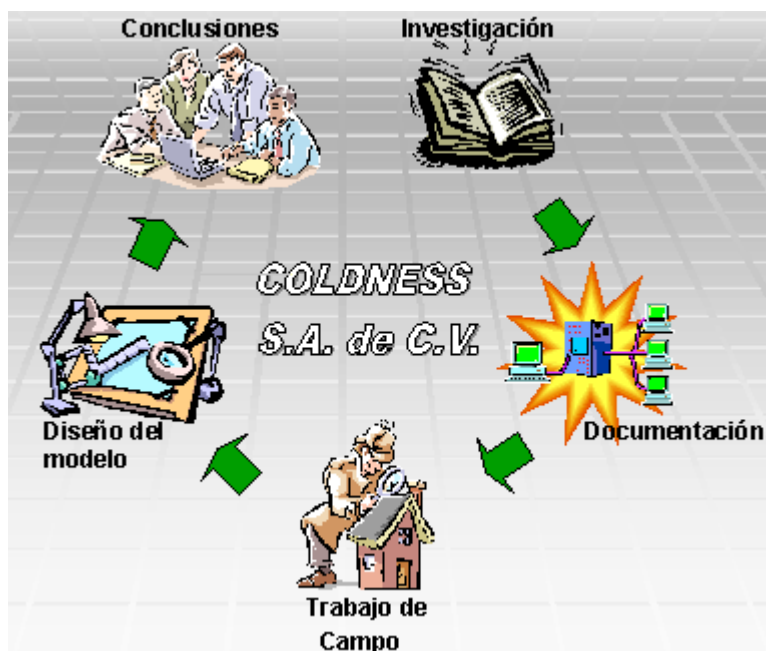 Conclusiones
Investigación
COLDNESS
S.A. de C.V.
Diseño del
modelo
Documentación
Trabajo de
Campo